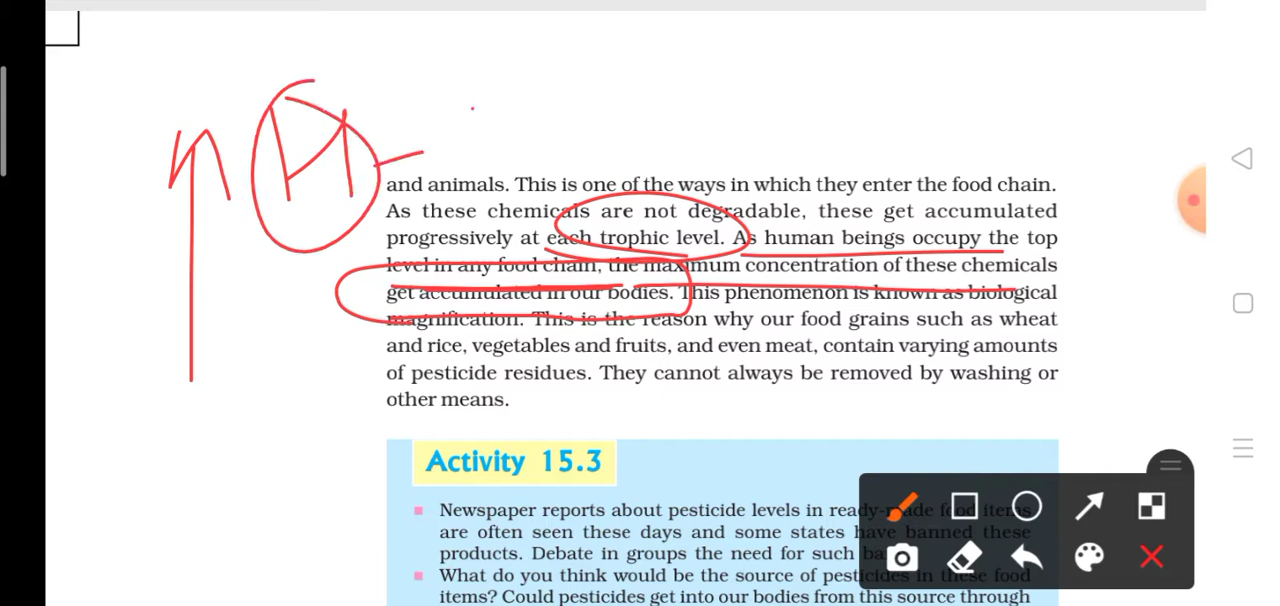 and animals. This is one of the ways in which they enter the food chain.
As these chemicals are not degradable, these get accumulated
progressively at each trophic level. As human beings occupy the top
level in any food chain, the maximum concentration of these chemicals
get accumulated in our bodies. This phenomenon is known as biological
magnification. This is the reason why our food grains such as wheat
and rice, vegetables and fruits, and even meat, contain varying amounts
of pesticide residues. They cannot always be removed by washing or
other means.
Activity 15.3
Newspaper reports about pesticide levels in ready-made food items
are often seen these days and some states have banned these
products. Debate in groups the need for such
What do you think would be the source of pesticides in these food
items? Could pesticides get into our bodies from this source through